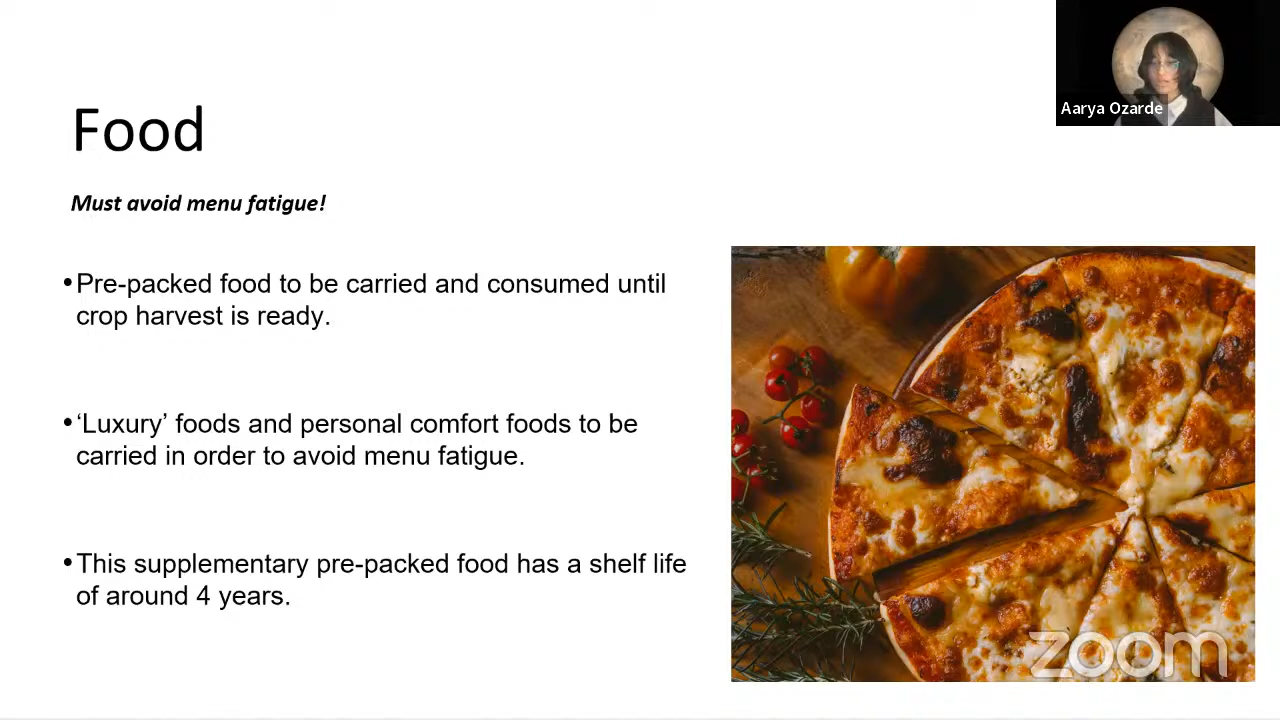 Aarya Ozarde
Food
Must avoid menu fatigue!
•Pre-packed food to be carried and consumed until
crop harvest is ready.
•‘Luxury’ foods and personal comfort foods to be
carried in order to avoid menu fatigue.
•This supplementary pre-packed food has a shelf life
of around 4 years.
zoom